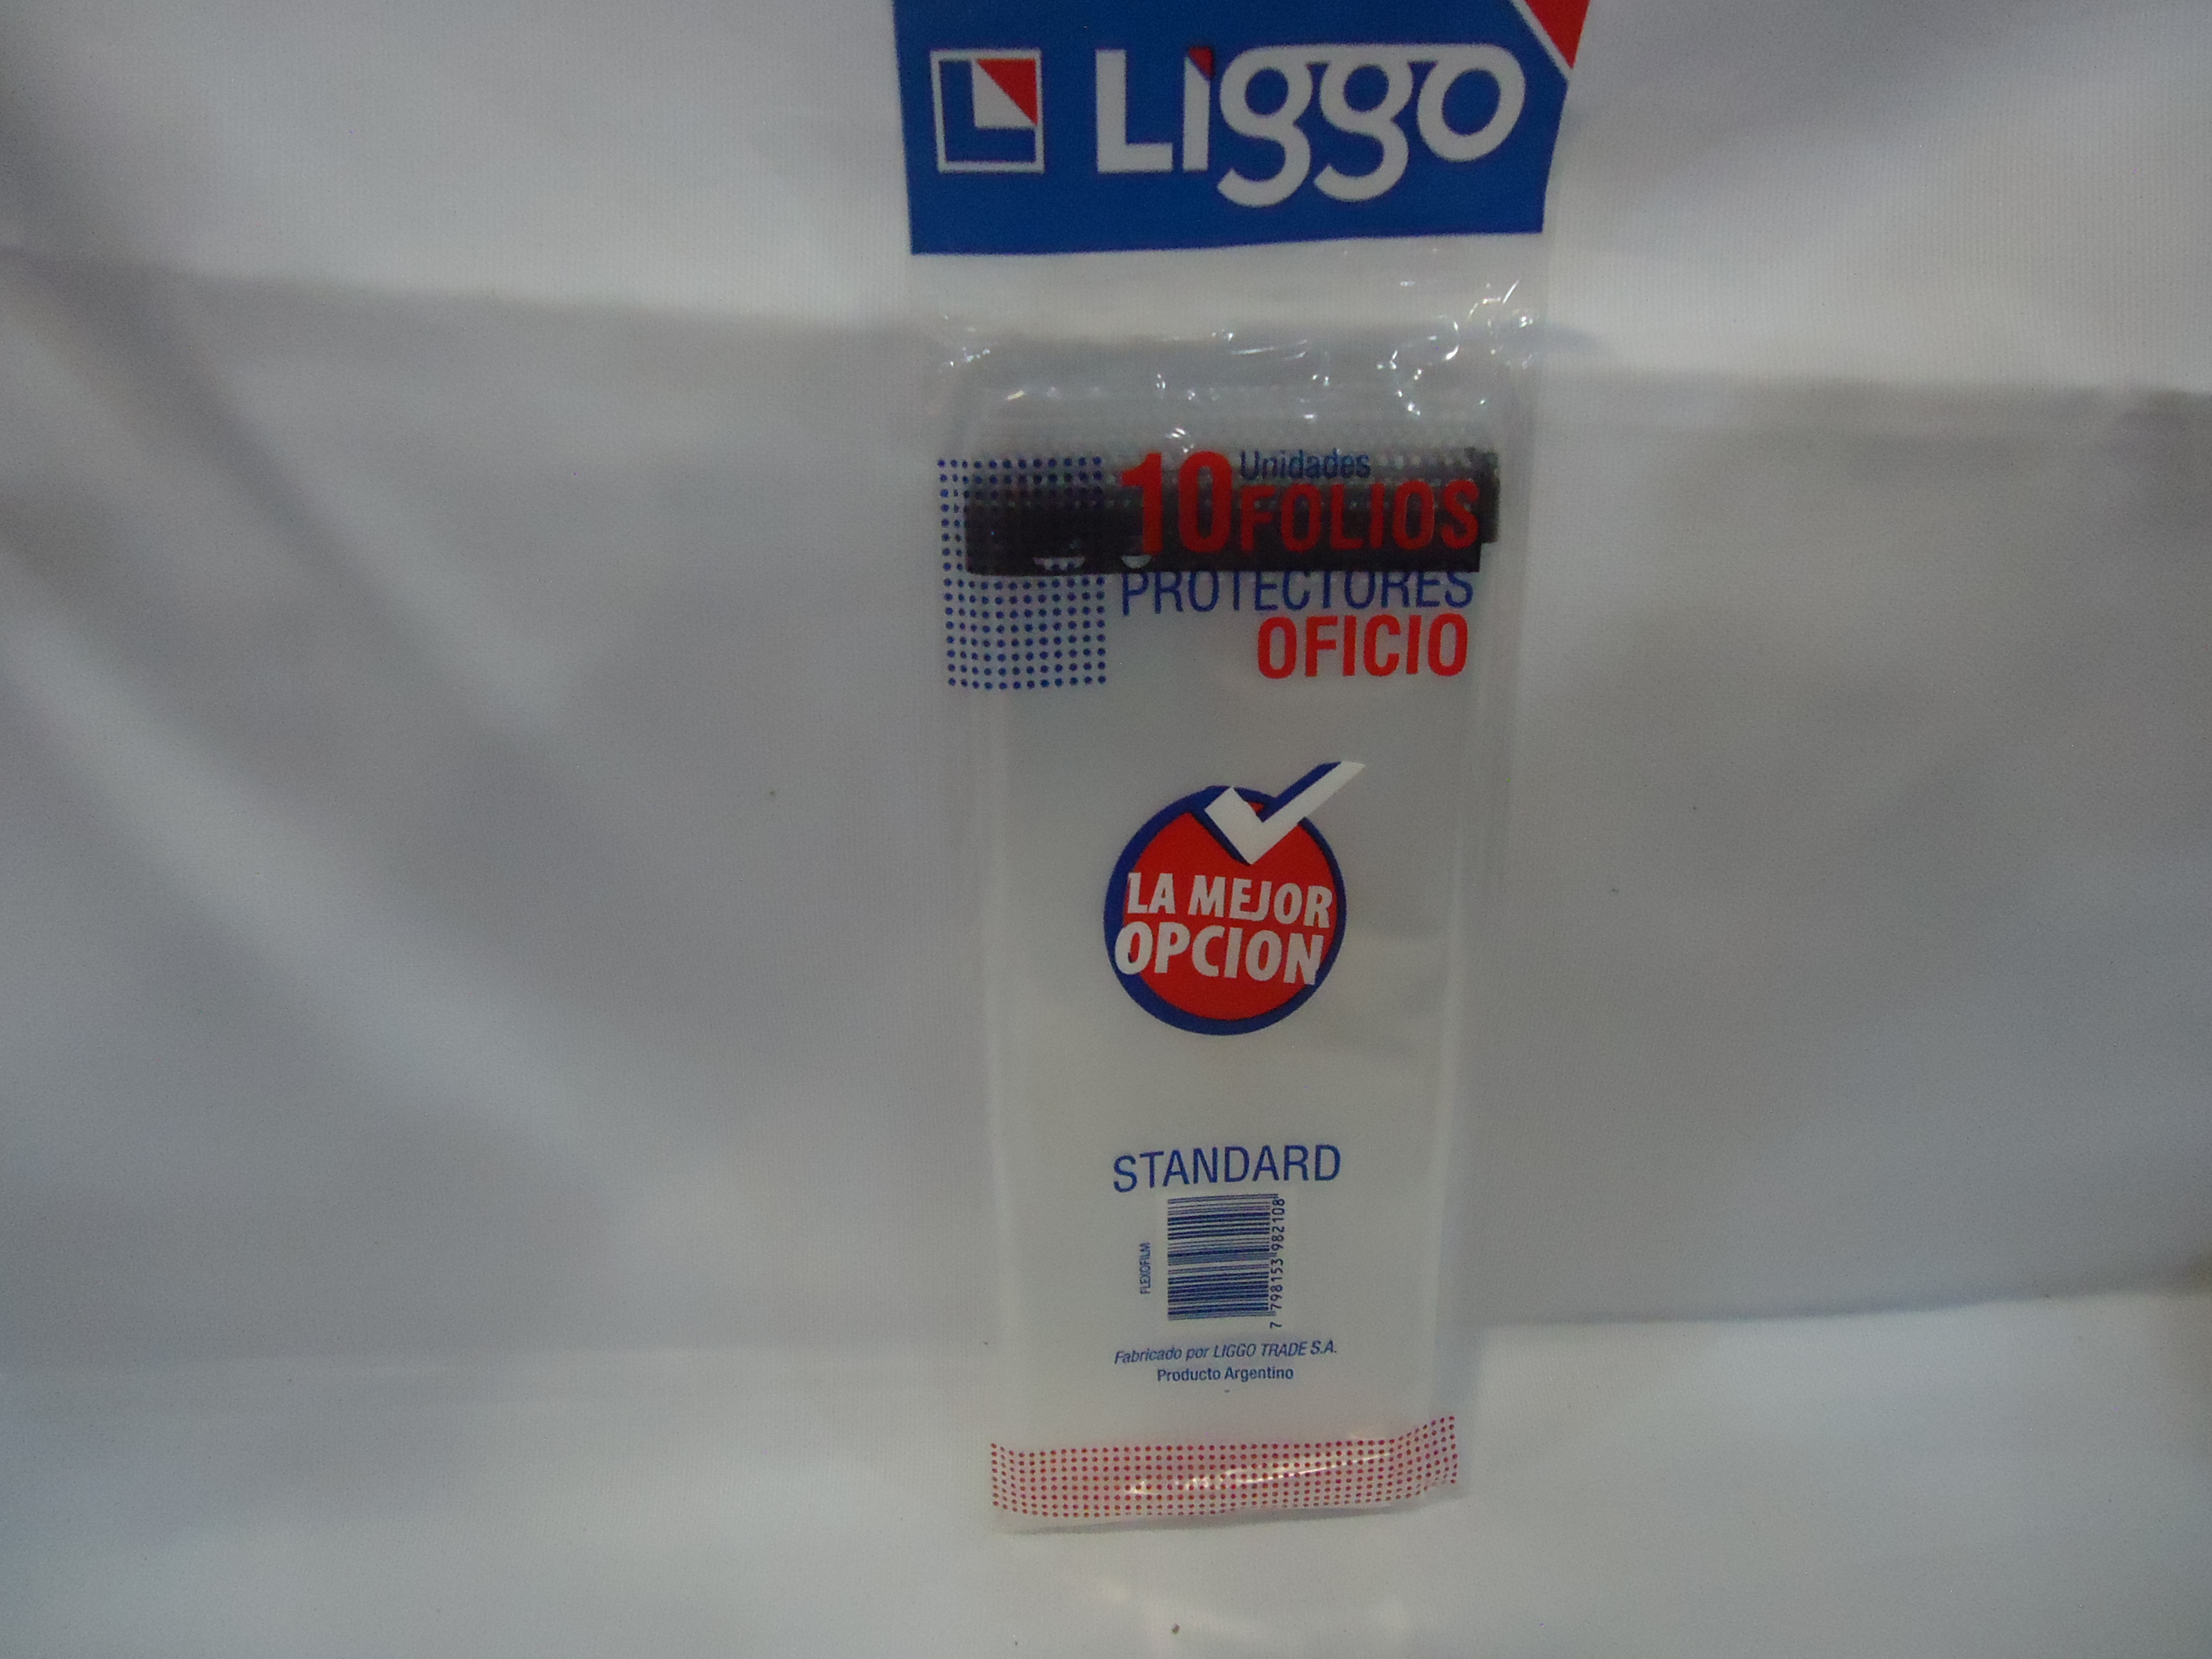 Liggo
10 Unidades
FOLIOS
PROTECTORES
OFICIO
LA MEJOR
OPCION
STANDARD
FLEXOFILM
7 798153 982108
Fabricado por LIGGO TRADE S.A.
Producto Argentino